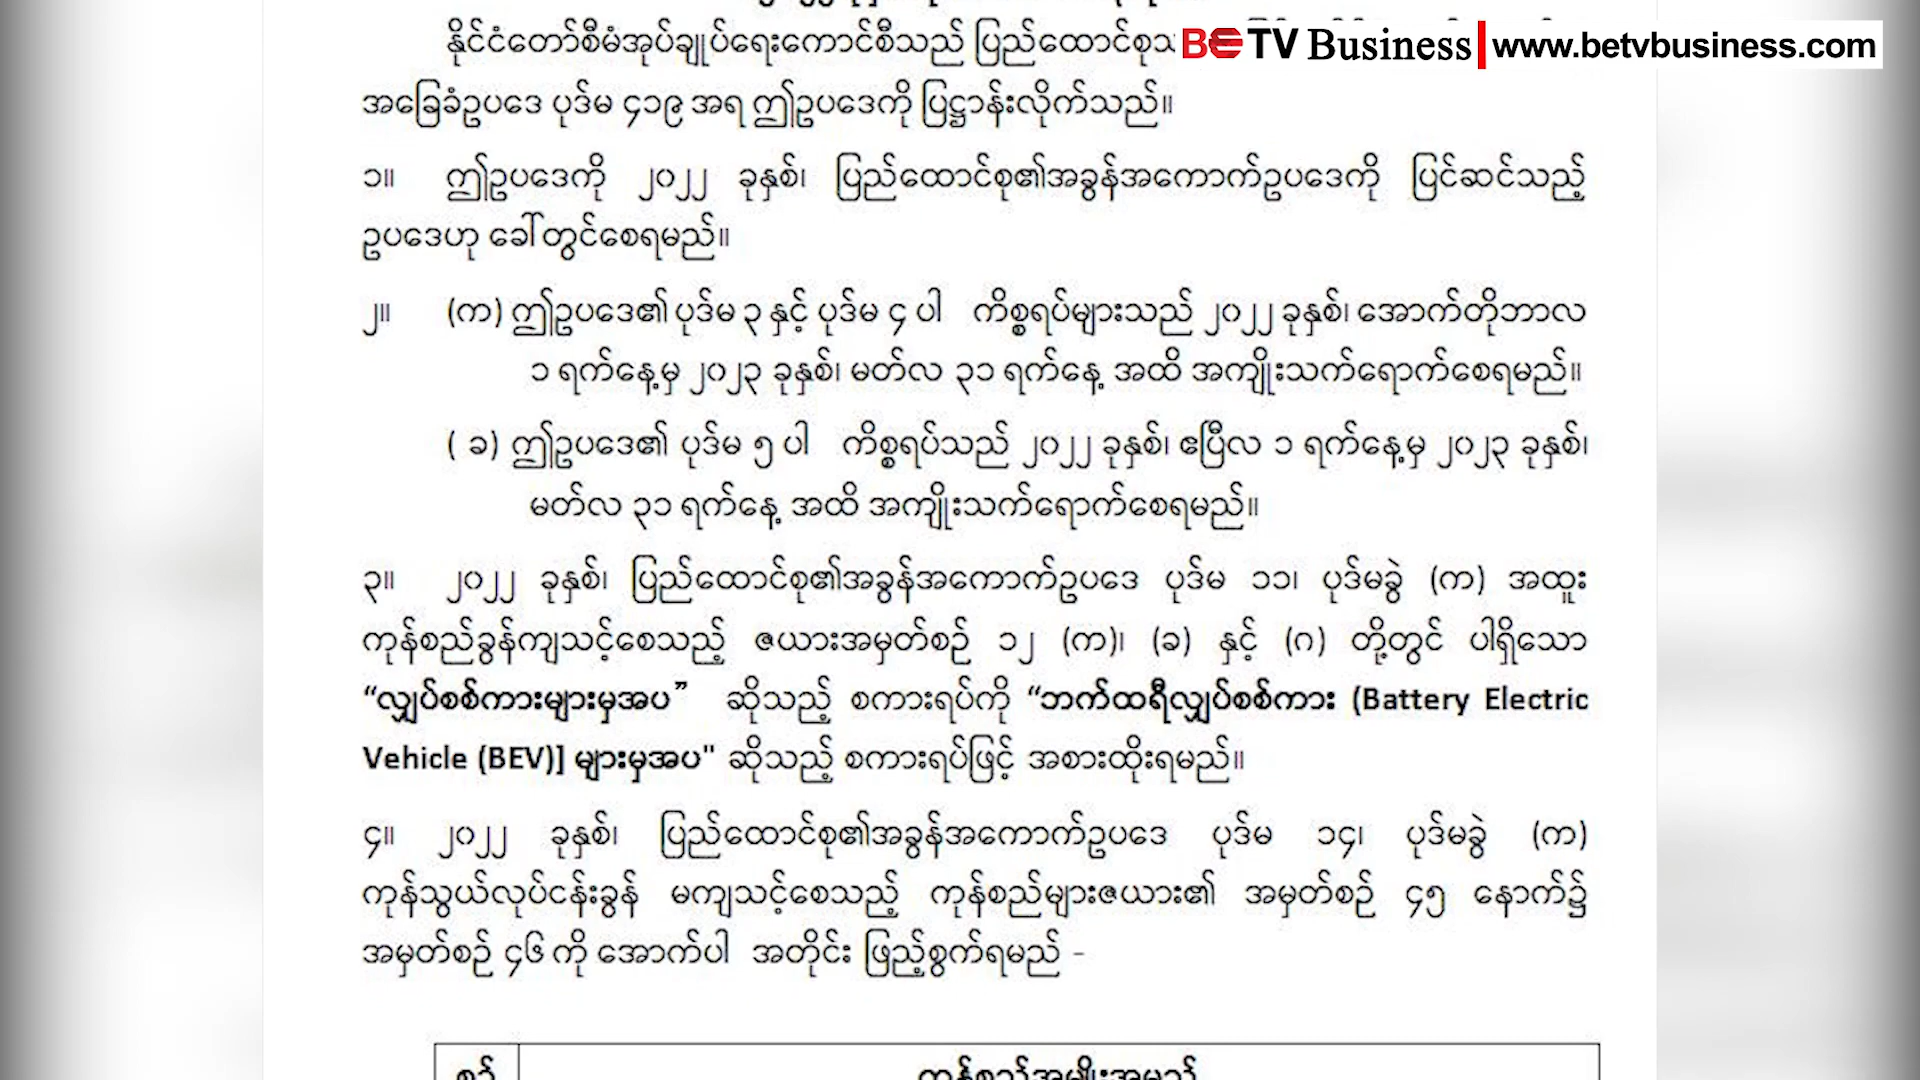 နိုင်ငံတော်စီမံအုပ်ချုပ်ရေးကောင်စီသည် ပြည်ထောင်စုသ
BETV Business www.betvbusiness.com
အခြေခံဥပဒေ ပုဒ်မ ၄၁၉ အရ ဤဥပဒေကို ပြဋ္ဌာန်းလိုက်သည်။
၁။ ဤဥပဒေကို ၂၀၂၂ ခုနှစ်၊ ပြည်ထောင်စု၏အခွန်အကောက်ဥပဒေကို ပြင်ဆင်သည့်
ဥပဒေဟု ခေါ်တွင်စေရမည်။
၂။ (က) ဤဥပဒေ၏ ပုဒ်မ ၃ နှင့် ပုဒ်မ ၄ ပါ ကိစ္စရပ်များသည် ၂၀၂၂ ခုနှစ်၊ အောက်တိုဘာလ
၁ ရက်နေ့မှ ၂၀၂၃ ခုနှစ်၊ မတ်လ ၃၁ ရက်နေ့ အထိ အကျိုးသက်ရောက်စေရမည်။
( ခ) ဤဥပဒေ၏ ပုဒ်မ ၅ ပါ ကိစ္စရပ်သည် ၂၀၂၂ ခုနှစ်၊ ဧပြီလ ၁ ရက်နေ့မှ ၂၀၂၃ ခုနှစ်၊
မတ်လ ၃၁ ရက်နေ့ အထိ အကျိုးသက်ရောက်စေရမည်။
၃။ ၂၀၂၂ ခုနှစ်၊ ပြည်ထောင်စု၏အခွန်အကောက်ဥပဒေ ပုဒ်မ ၁၁၊ ပုဒ်မခွဲ (က) အထူး
ကုန်စည်ခွန်ကျသင့်စေသည့် ဇယားအမှတ်စဉ် ၁၂ (က)၊ (ခ) နှင့် (ဂ) တို့တွင် ပါရှိသော
“လျှပ်စစ်ကားများမှအပ” ဆိုသည့် စကားရပ်ကို “ဘက်ထရီလျှပ်စစ်ကား (Battery Electric
Vehicle (BEV)] များမှအပ" ဆိုသည့် စကားရပ်ဖြင့် အစားထိုးရမည်။
၄။ ၂၀၂၂ ခုနှစ်၊ ပြည်ထောင်စု၏အခွန်အကောက်ဥပဒေ ပုဒ်မ ၁၄၊ ပုဒ်မခွဲ (က)
ကုန်သွယ်လုပ်ငန်းခွန် မကျသင့်စေသည့် ကုန်စည်များဇယား၏ အမှတ်စဉ် ၄၅ နောက်၌
အမှတ်စဉ် ၄၆ ကို အောက်ပါ အတိုင်း ဖြည့်စွက်ရမည် -
စဉ် ကုန်စည်အမျိုးအမည်